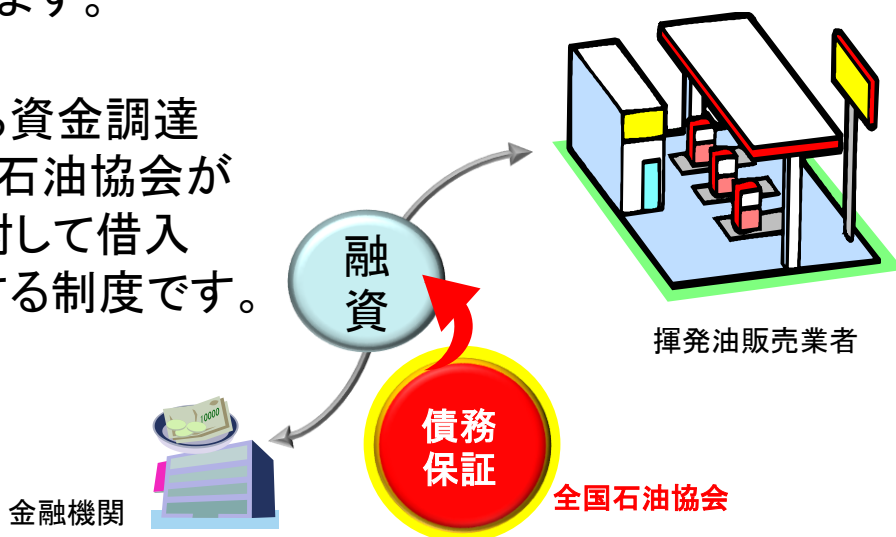 ます。
資金調達
石油協会が
対して借入
する制度です。
融
資
揮発油販売業者
10000
債務
保証
全国石油協会
金融機関